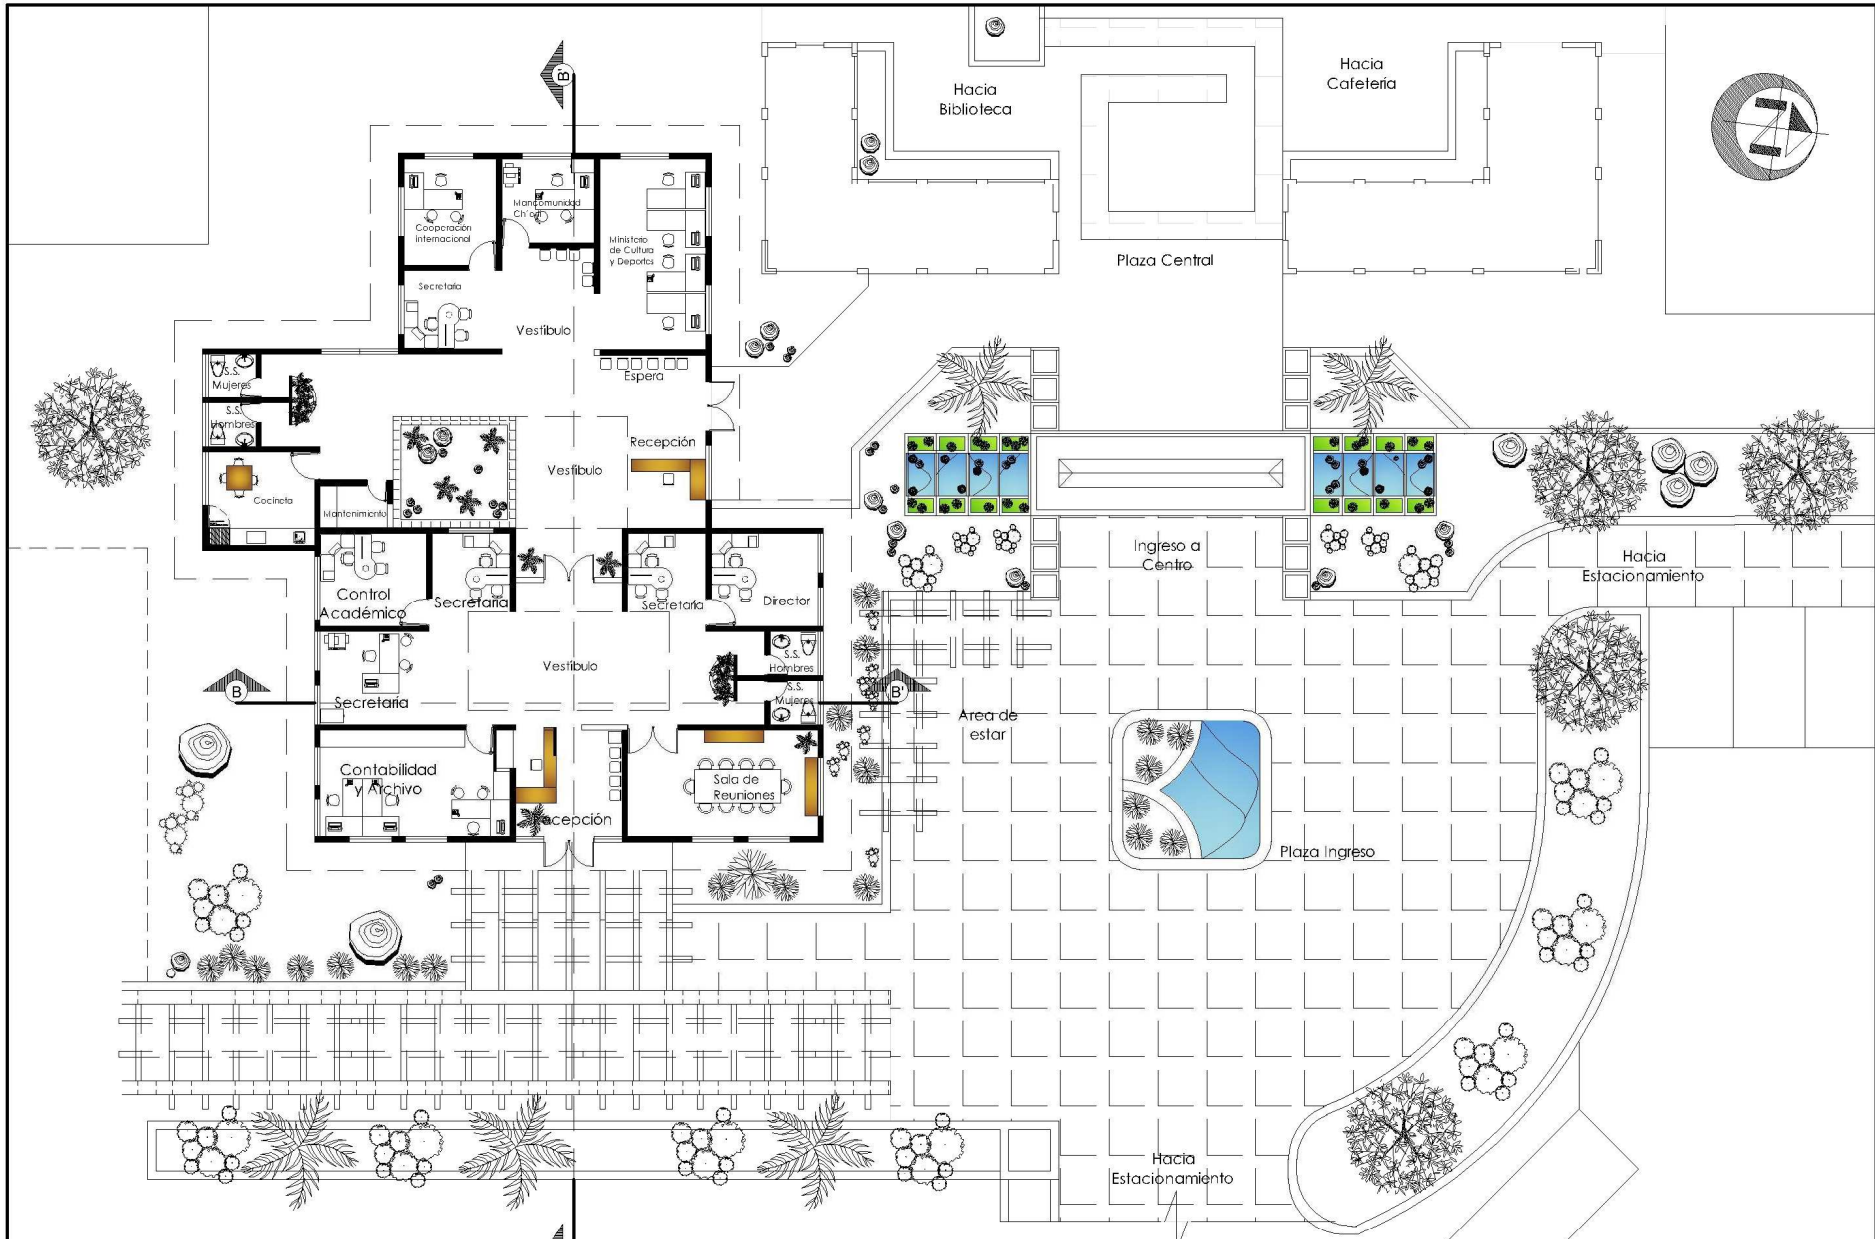 B'
Hacia
Biblioteca
Hacia
Cafetería
N
Plaza Central
Cooperación
internacional
Mancomunidad
Ministerio
de Cultura
y Deportes
Secretaria
Vestíbulo
Espera
S.S.
Mujeres
S.S.
Hombres
Recepción
Vestíbulo
Cocineta
Mantenimiento
Control
Académico
Secretaría
Secretaría
Director
Ingreso a
Centro
Hacia
Estacionamiento
Vestíbulo
S.S.
Hombres
S.S.
Mujeres
B
B'
Secretaría
Area de
estar
Contabilidad
y Archivo
Sala de
Reuniones
Recepción
Plaza Ingreso
Hacia
Estacionamiento